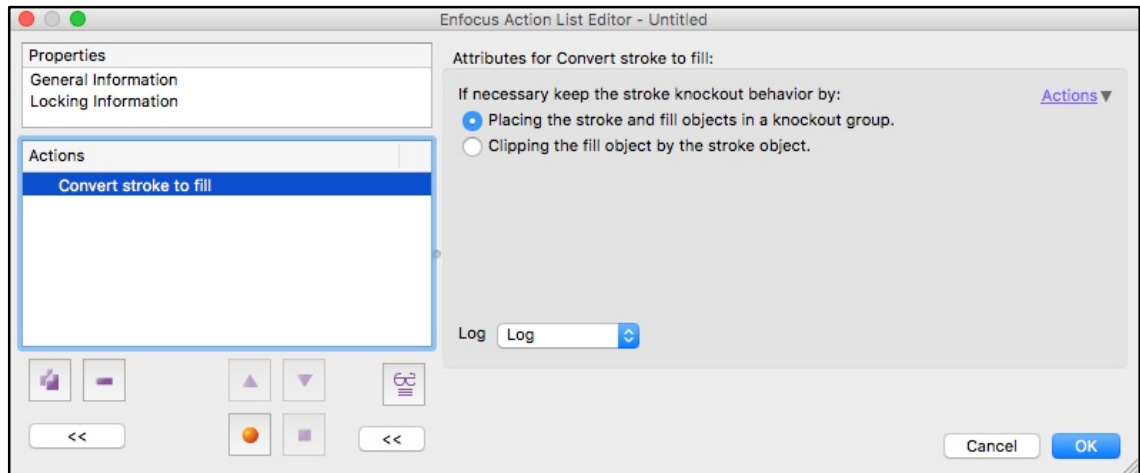 Enfocus Action List Editor - Untitled
Properties
General Information
Locking Information
Actions
Convert stroke to fill
<<
<<
Attributes for Convert stroke to fill:
If necessary keep the stroke knockout behavior by:
Actions▼
Placing the stroke and fill objects in a knockout group.
Clipping the fill object by the stroke object.
Log Log
Cancel OK